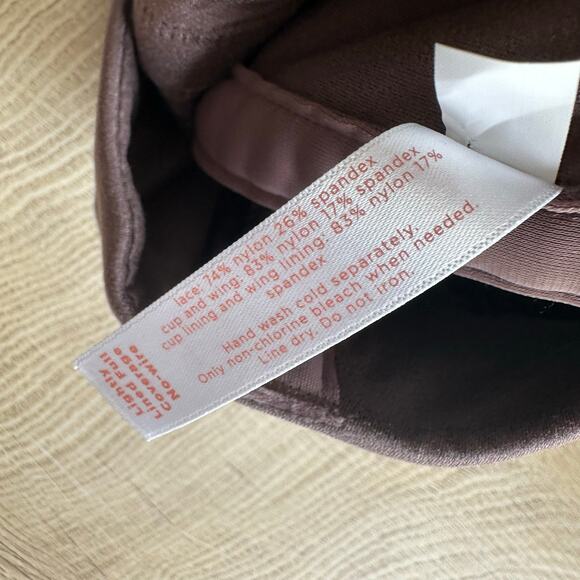 lace: 74% nylon 26% spandex
cup and wing: 83% nylon 17% spandex
cup lining and wing lining: 83% nylon 17%
spandex
Hand wash cold separately.
Only non-chlorine bleach when needed.
Line dry. Do not iron.
Lightly
Lined Full
Coverage
No-wire